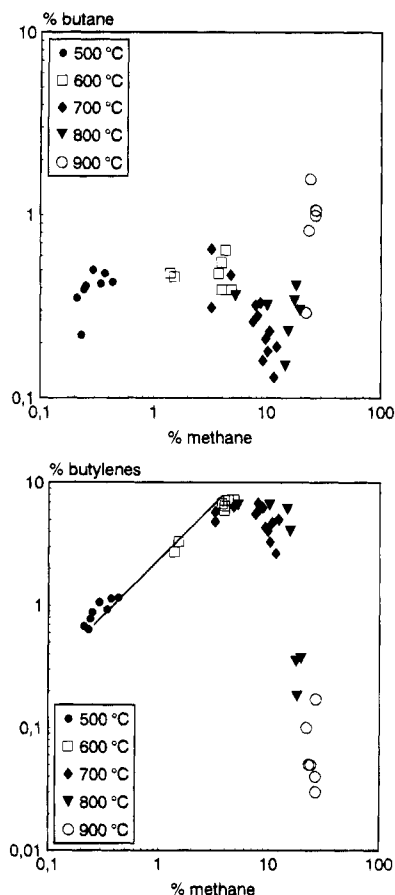 % butane
10
● 500 °C
□ 600 °C
◆ 700 °C
▼ 800 °C
○ 900 °C
1
0,1
0,1 1 10 100
% methane
% butylenes
10
1
0,1
● 500 °C
□ 600 °C
◆ 700 °C
▼ 800 °C
○ 900 °C
0,01
0,1 1 10 100
% methane